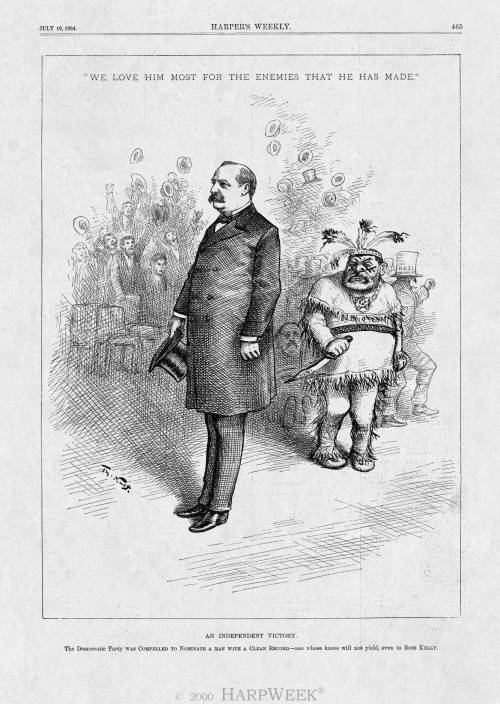 JULY 19, 1884. HARPER'S WEEKLY. 465
"WE LOVE HIM MOST FOR THE ENEMIES THAT HE HAS MADE."
Th. Nast.
AN INDEPENDENT VICTORY.
The Democratic Party was Compelled to Nominate a man with a Clean Record—one whose knees will not yield, even to Boss Kelly.
© 2000 HARPWEEK®